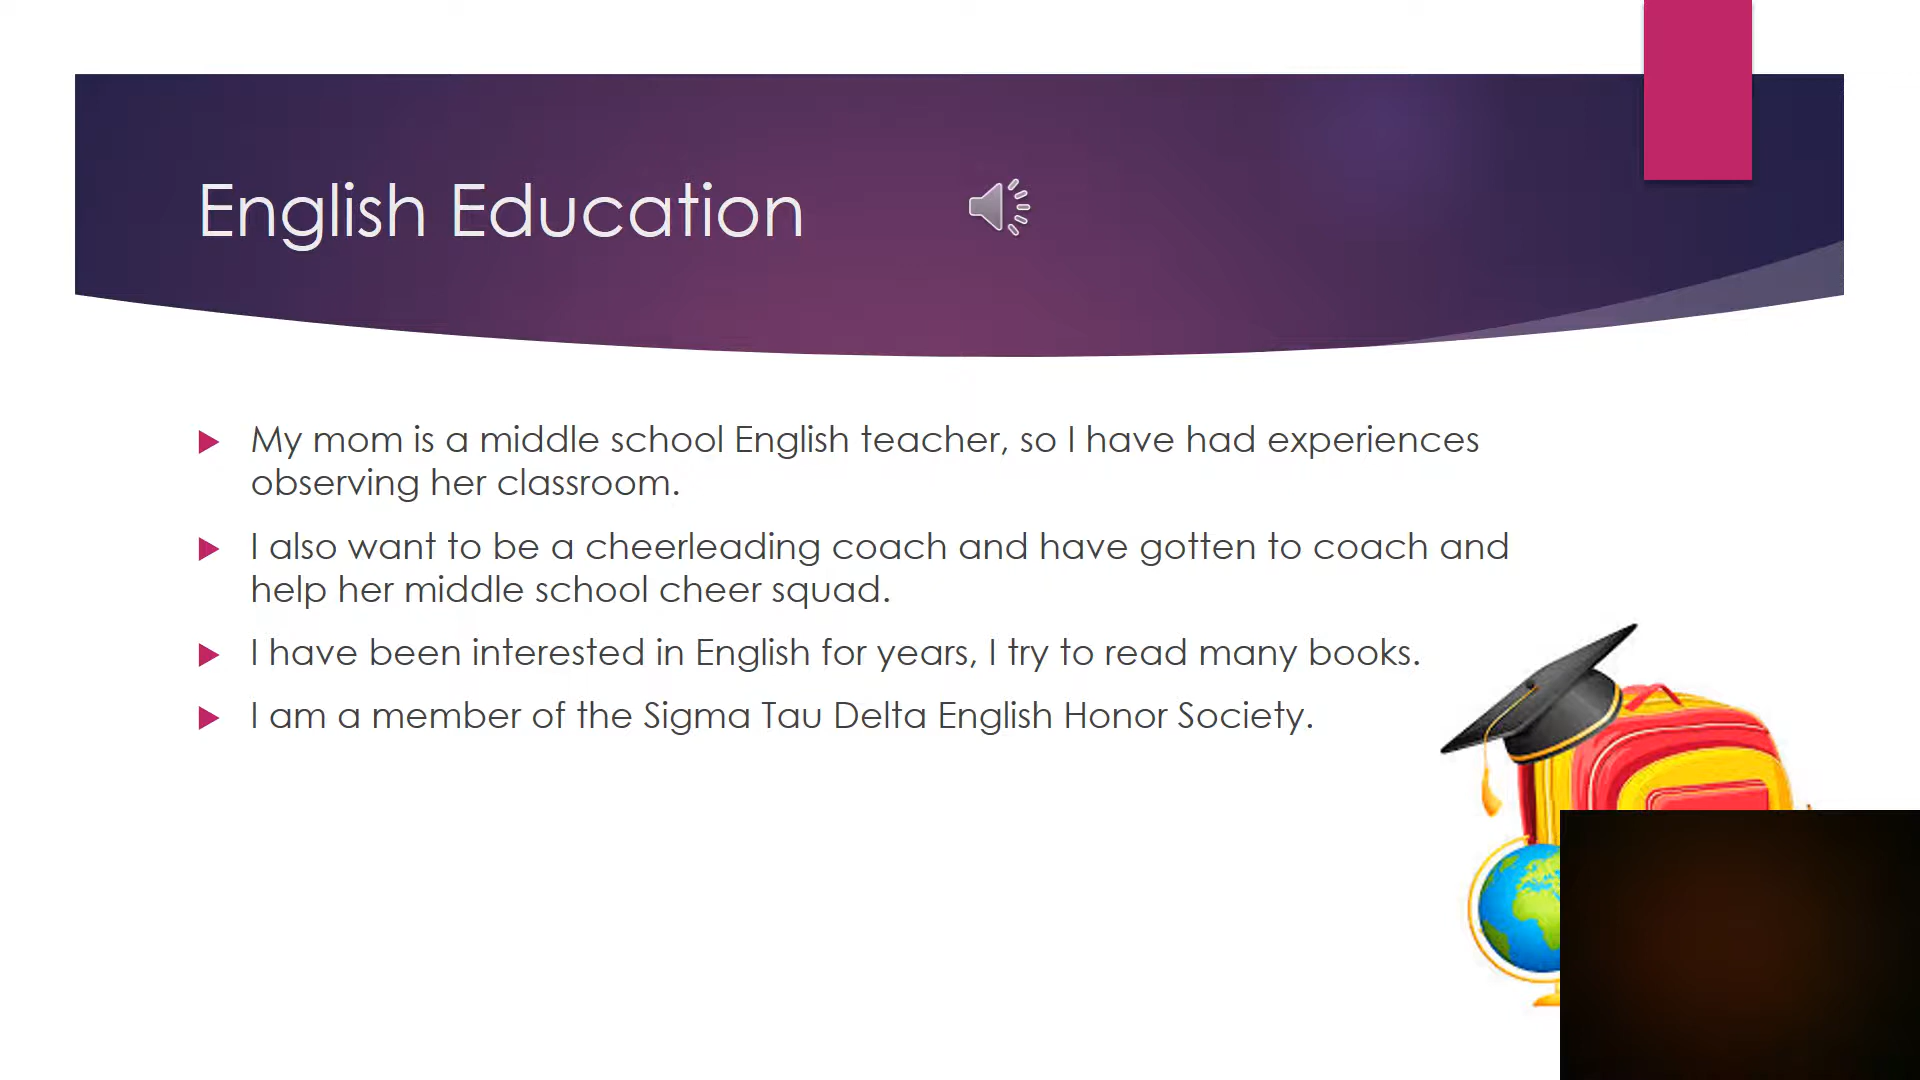 English Education
My mom is a middle school English teacher, so I have had experiences
observing her classroom.
I also want to be a cheerleading coach and have gotten to coach and
help her middle school cheer squad.
I have been interested in English for years, I try to read many books.
I am a member of the Sigma Tau Delta English Honor Society.